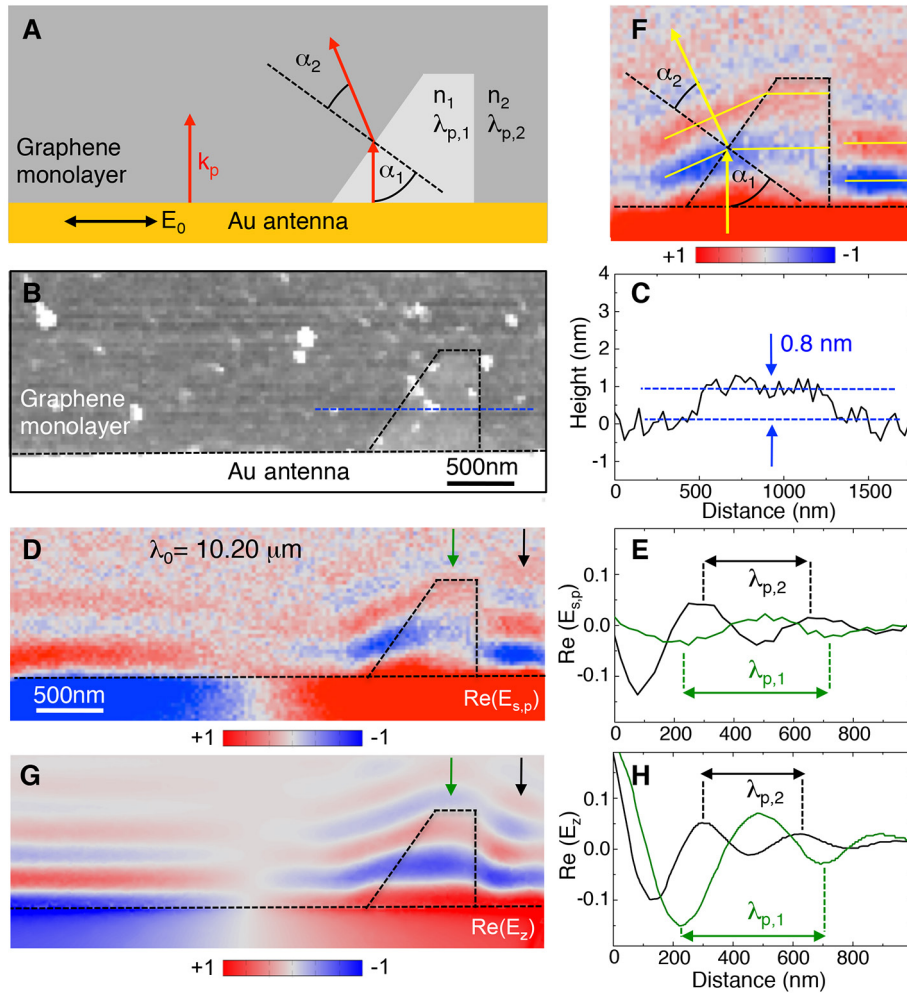 A
α₂
n₁
n₂
λp,1
λp,2
Graphene
monolayer
kp
α₁
E₀
Au antenna
F
α₂
α₁
+1
-1
B
Graphene
monolayer
Au antenna
500nm
C
4
3
2
1
0
-1
Height (nm)
0.8 nm
0
500
1000
1500
Distance (nm)
D
λ₀= 10.20 μm
500nm
Re(Es,p)
+1
-1
E
0.1
0.0
-0.1
Re (Es,p)
λp,2
λp,1
0
200
400
600
800
G
Re(Ez)
+1
-1
H
0.1
0.0
-0.1
Re (Ez)
λp,2
λp,1
0
200
400
600
800
Distance (nm)